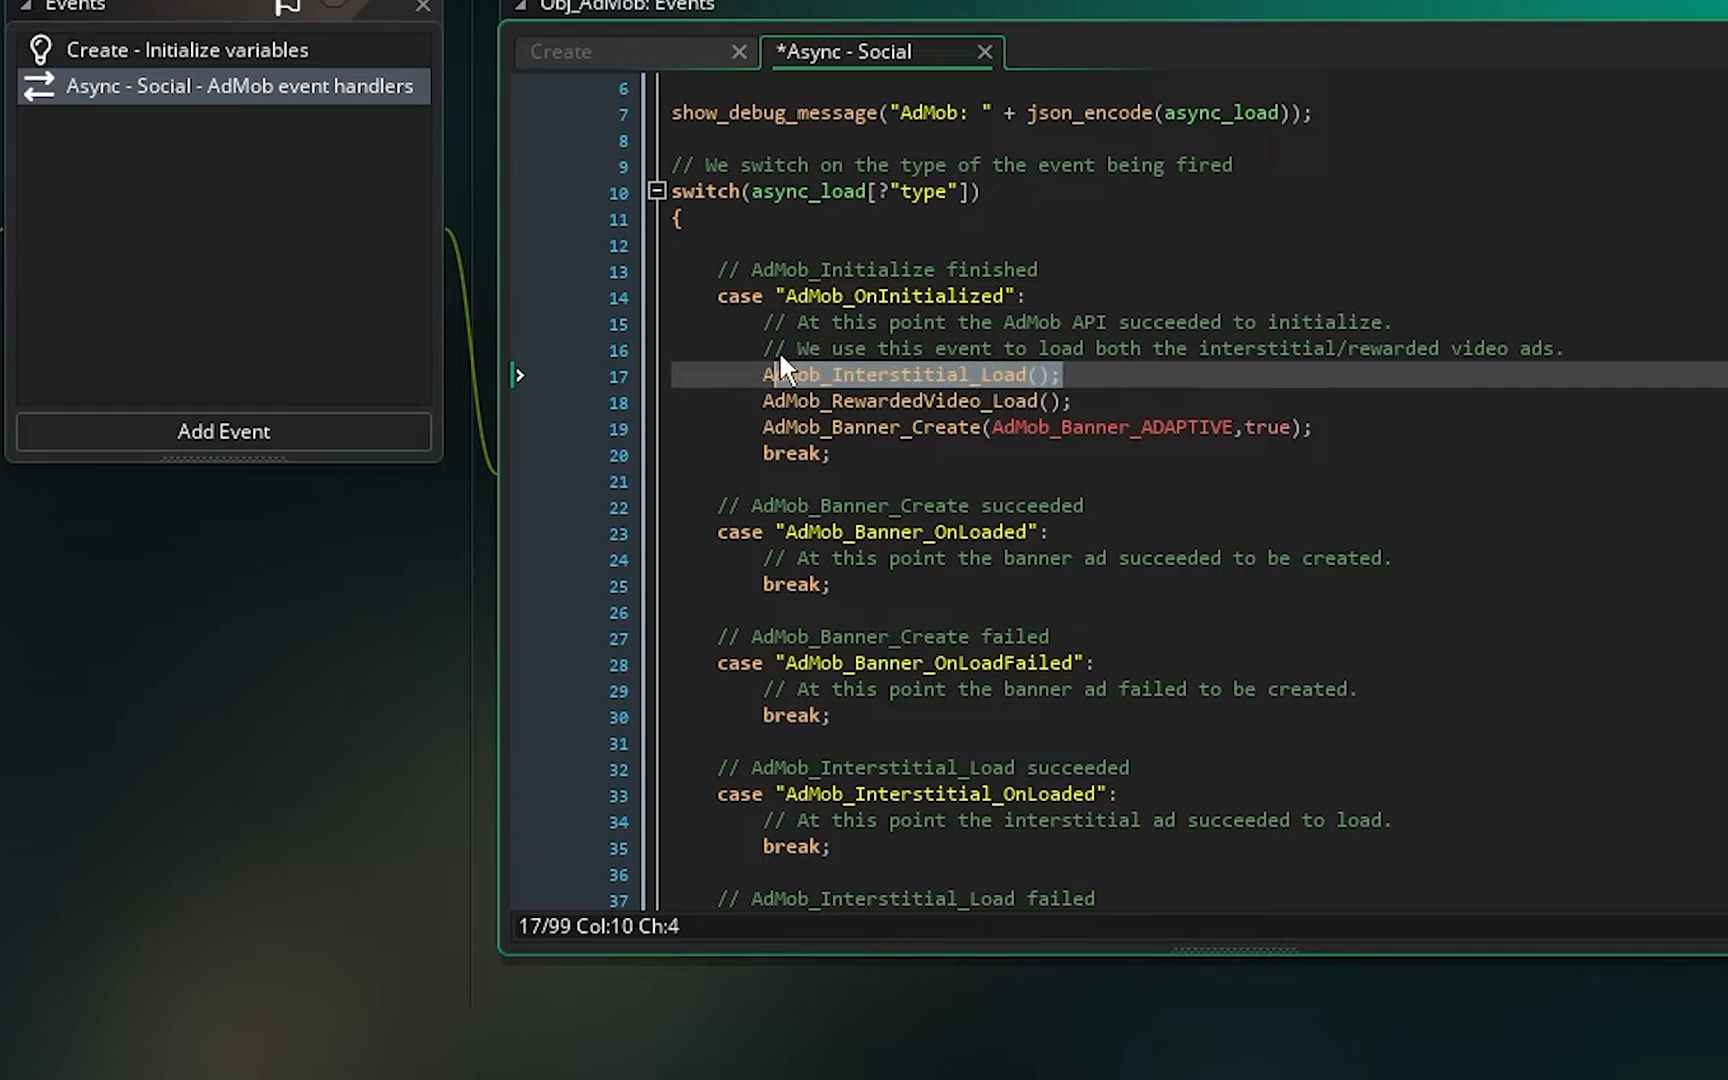 Events
Create - Initialize variables
Async - Social - AdMob event handlers
Add Event
Obj_AdMob: Events
Create
*Async - Social
6
7 show_debug_message("AdMob: " + json_encode(async_load));
8
9 // We switch on the type of the event being fired
10 switch(async_load[?"type"])
11 {
12
13 // AdMob_Initialize finished
14 case "AdMob_OnInitialized":
15 // At this point the AdMob API succeeded to initialize.
16 // We use this event to load both the interstitial/rewarded video ads.
17 AdMob_Interstitial_Load();
18 AdMob_RewardedVideo_Load();
19 AdMob_Banner_Create(AdMob_Banner_ADAPTIVE,true);
20 break;
21
22 // AdMob_Banner_Create succeeded
23 case "AdMob_Banner_OnLoaded":
24 // At this point the banner ad succeeded to be created.
25 break;
26
27 // AdMob_Banner_Create failed
28 case "AdMob_Banner_OnLoadFailed":
29 // At this point the banner ad failed to be created.
30 break;
31
32 // AdMob_Interstitial_Load succeeded
33 case "AdMob_Interstitial_OnLoaded":
34 // At this point the interstitial ad succeeded to load.
35 break;
36
37 // AdMob_Interstitial_Load failed
17/99 Col:10 Ch:4